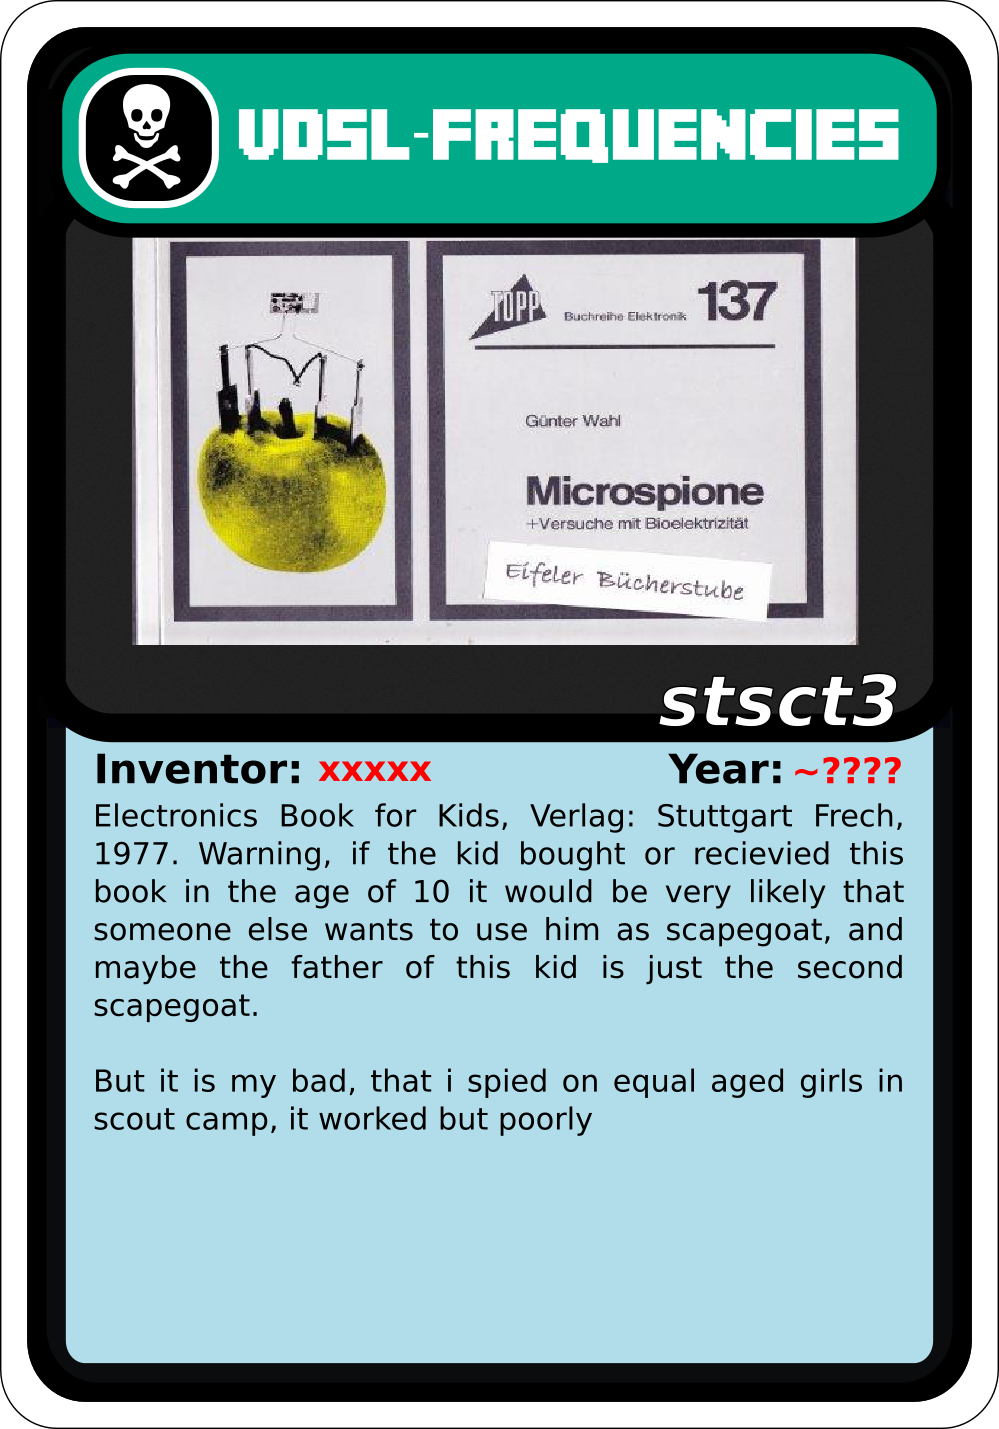 VDSL-FREQUENCIES
TOPP
Buchreihe Elektronik
137
Günter Wahl
Microspione
+Versuche mit Bioelektrizität
Eifeler Bücherstube
stsct3
Inventor: xxxxx
Year: ~????
Electronics Book for Kids, Verlag: Stuttgart Frech,
1977. Warning, if the kid bought or recievied this
book in the age of 10 it would be very likely that
someone else wants to use him as scapegoat, and
maybe the father of this kid is just the second
scapegoat.
But it is my bad, that i spied on equal aged girls in
scout camp, it worked but poorly